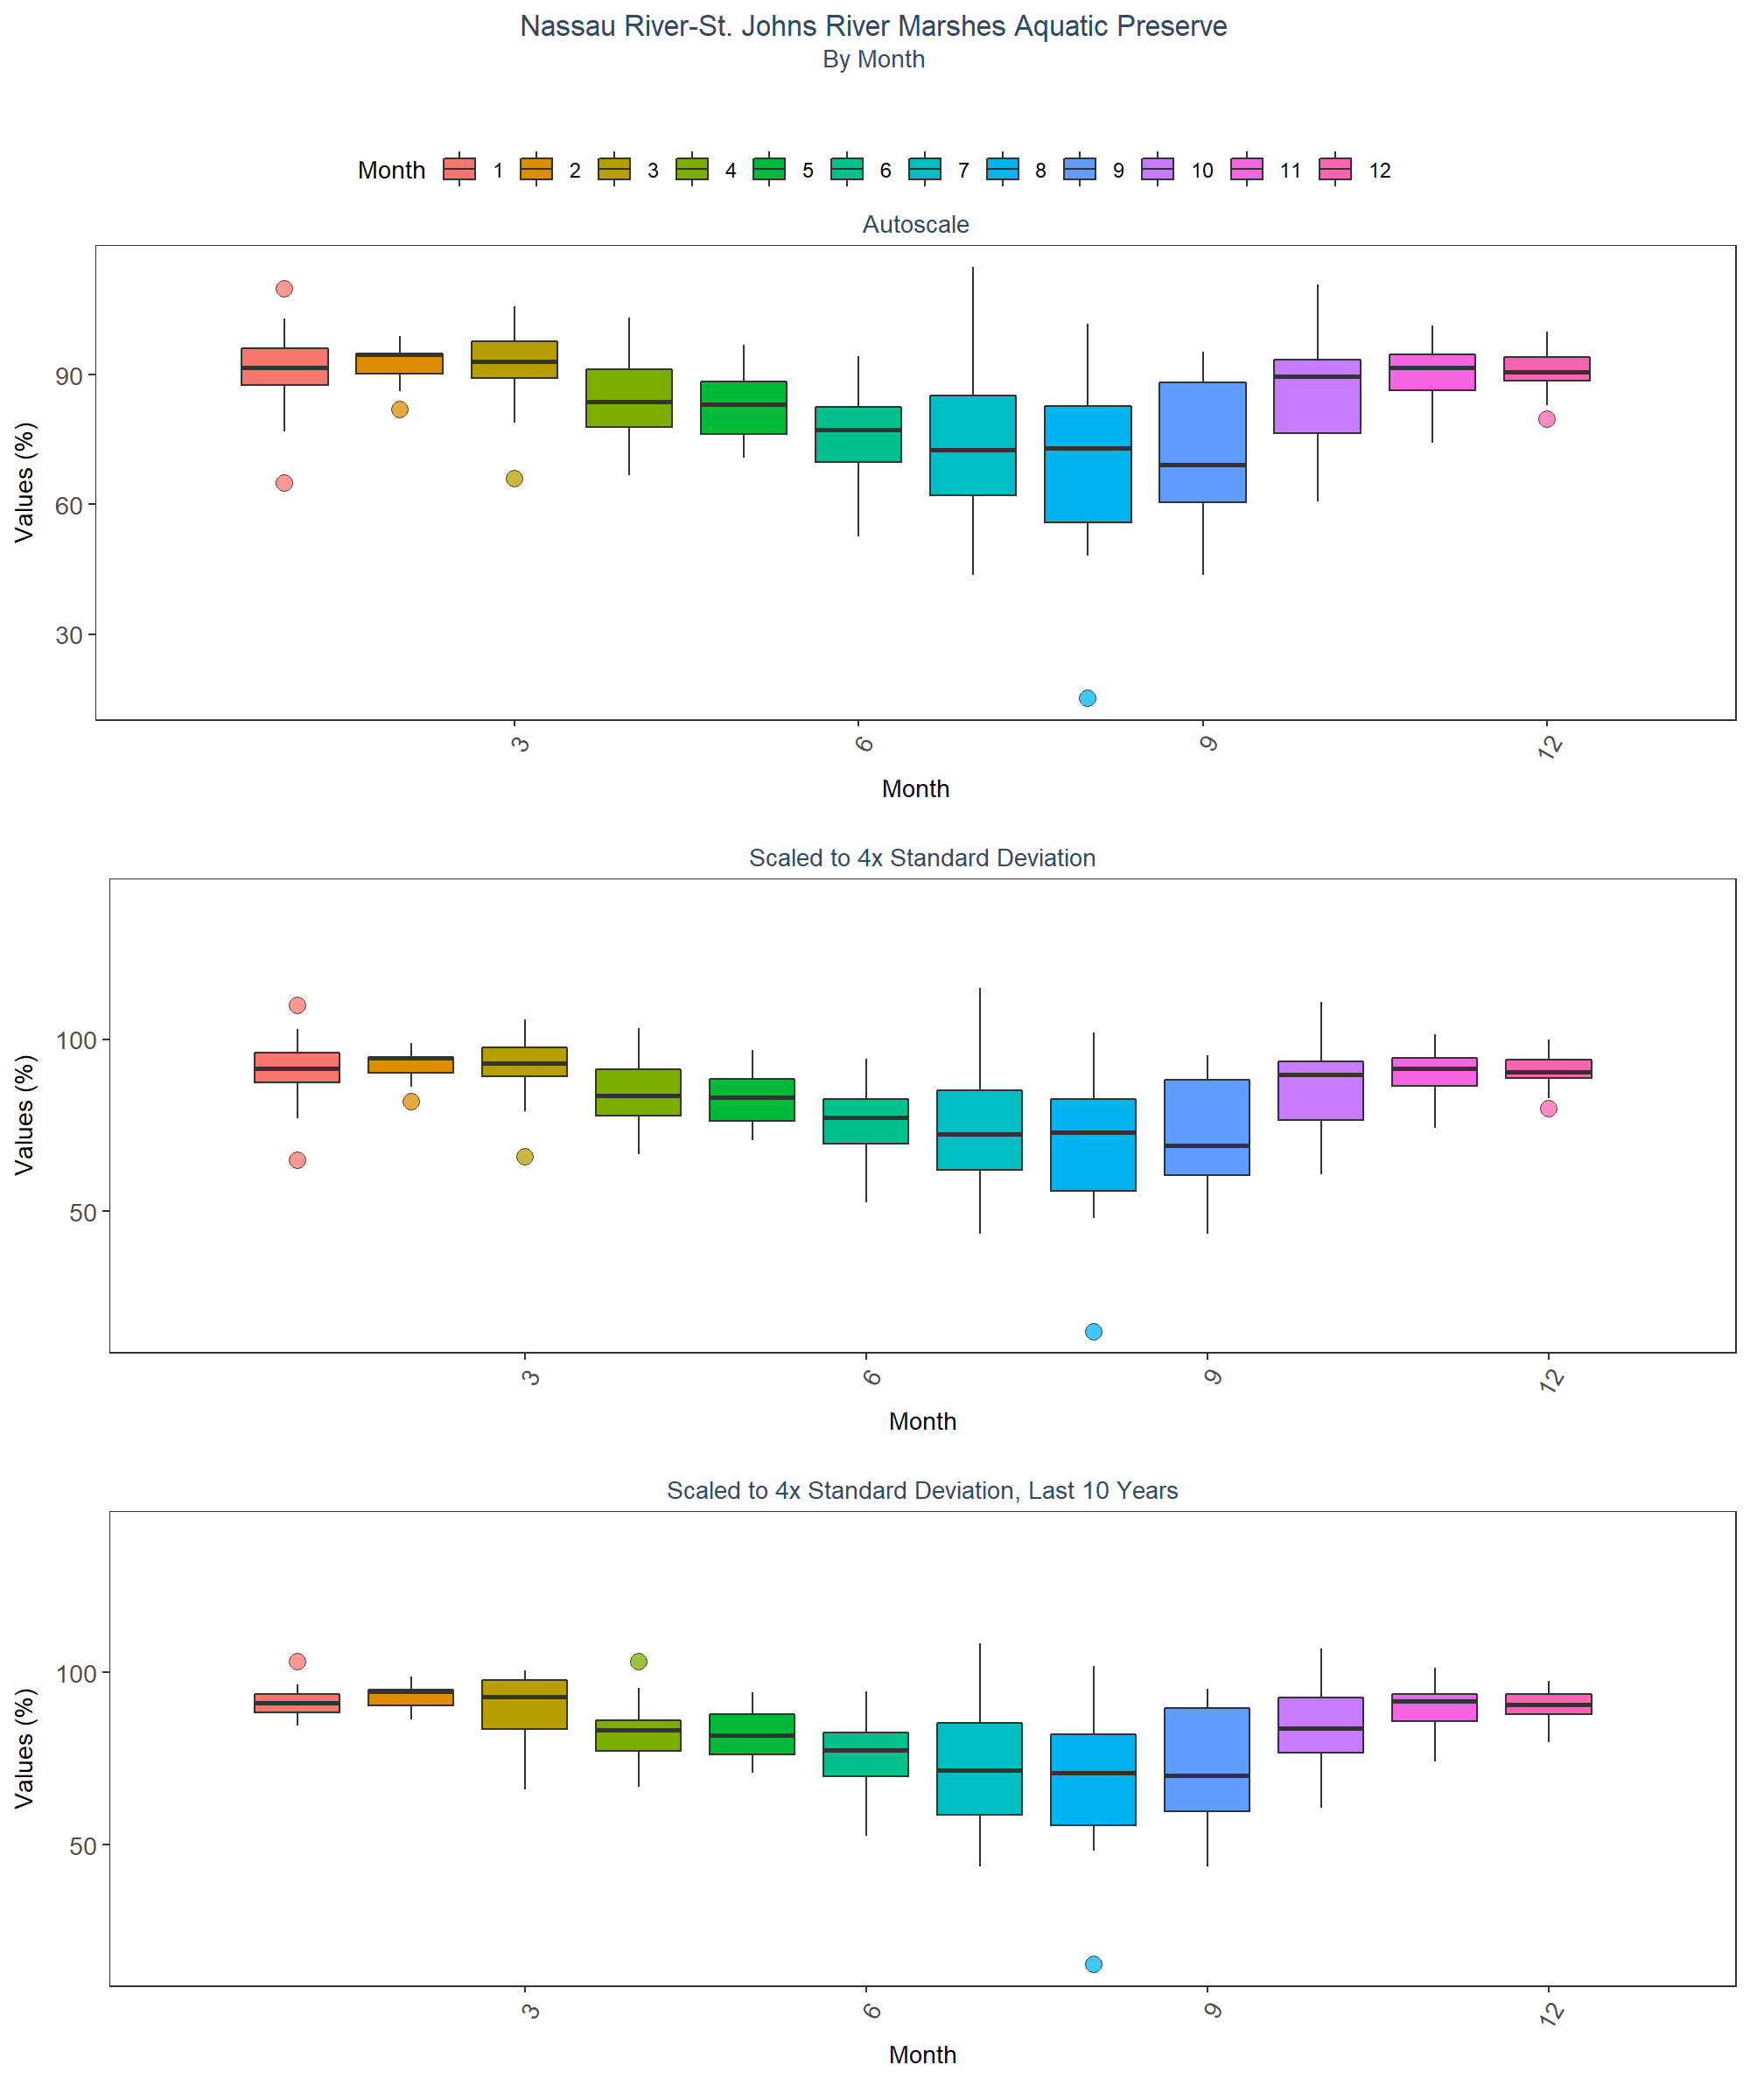 Nassau River-St. Johns River Marshes Aquatic Preserve
By Month
Month 1 2 3 4 5 6 7 8 9 10 11 12
Autoscale
Values (%)
90
60
30
3 6 9 12
Month
Scaled to 4x Standard Deviation
Values (%)
100
50
3 6 9 12
Month
Scaled to 4x Standard Deviation, Last 10 Years
Values (%)
100
50
3 6 9 12
Month